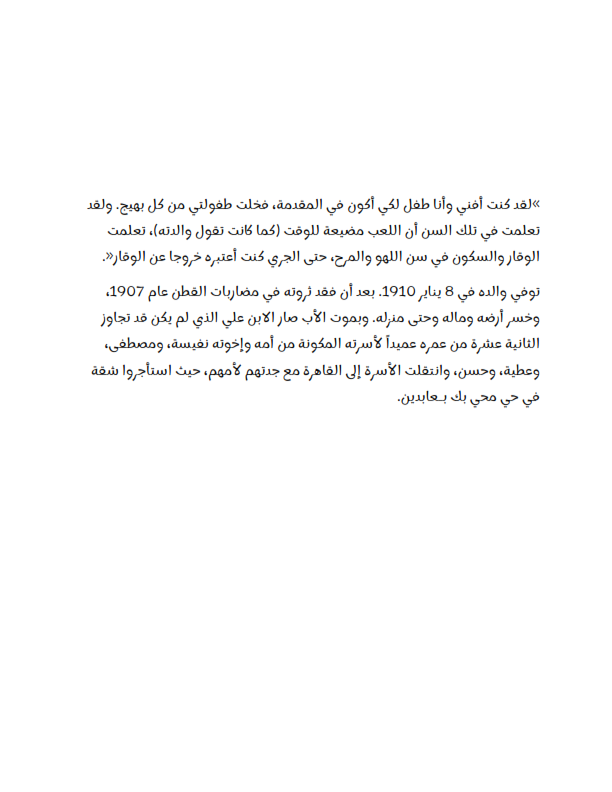 »لقد كنت أفني وأنا طفل لكي أكون في المقدمة، فخلت طفولتي من كل بهيج. ولقد
تعلمت في تلك السن أن اللعب مضيعة للوقت (كما كانت تقول والدته)، تعلمت
الوقار والسكون في سن اللهو والمرح، حتى الجري كنت أعتبره خروجا عن الوقار«.
توفي والده في 8 يناير 1910. بعد أن فقد ثروته في مضاربات القطن عام 1907،
وخسر أرضه وماله وحتى منزله. وبموت الأب صار الابن علي الذي لم يكن قد تجاوز
الثانية عشرة من عمره عميداً لأسرته المكونة من أمه وإخوته نفيسة، ومصطفى،
وعطية، وحسن، وانتقلت الأسرة إلى القاهرة مع جدتهم لأمهم، حيث استأجروا شقة
في حي محي بك بـعابدين.